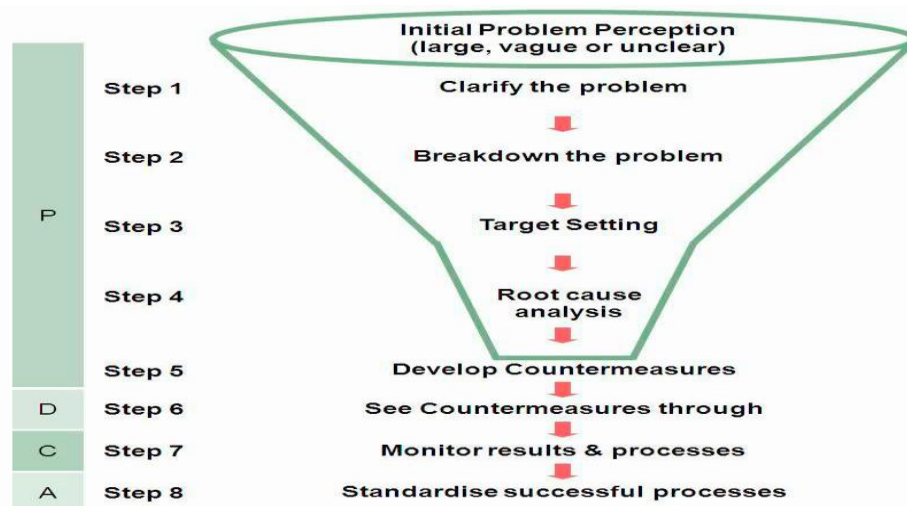 Initial Problem Perception
(large, vague or unclear)
Step 1 Clarify the problem
Step 2 Breakdown the problem
P
Step 3 Target Setting
Step 4 Root cause
analysis
Step 5 Develop Countermeasures
D Step 6 See Countermeasures through
C Step 7 Monitor results & processes
A Step 8 Standardise successful processes